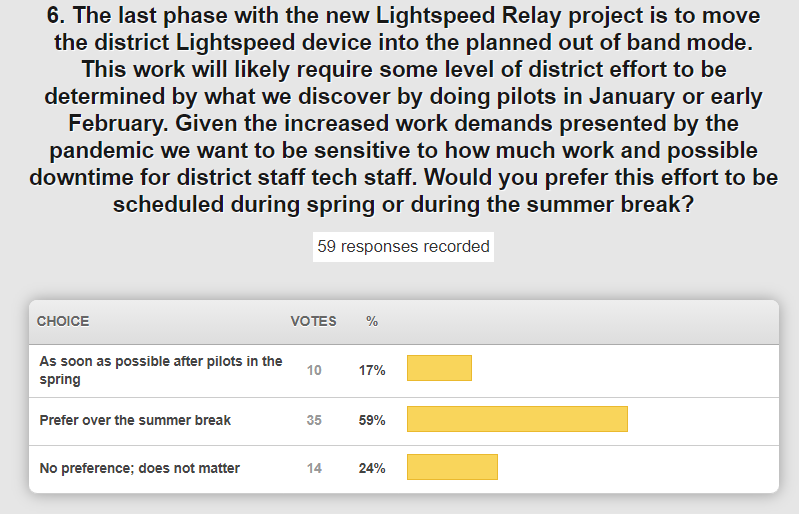 6. The last phase with the new Lightspeed Relay project is to move
the district Lightspeed device into the planned out of band mode.
This work will likely require some level of district effort to be
determined by what we discover by doing pilots in January or early
February. Given the increased work demands presented by the
pandemic we want to be sensitive to how much work and possible
downtime for district staff tech staff. Would you prefer this effort to be
scheduled during spring or during the summer break?
59 responses recorded
CHOICE VOTES %
As soon as possible after pilots in the
spring
10 17%
Prefer over the summer break 35 59%
No preference; does not matter 14 24%